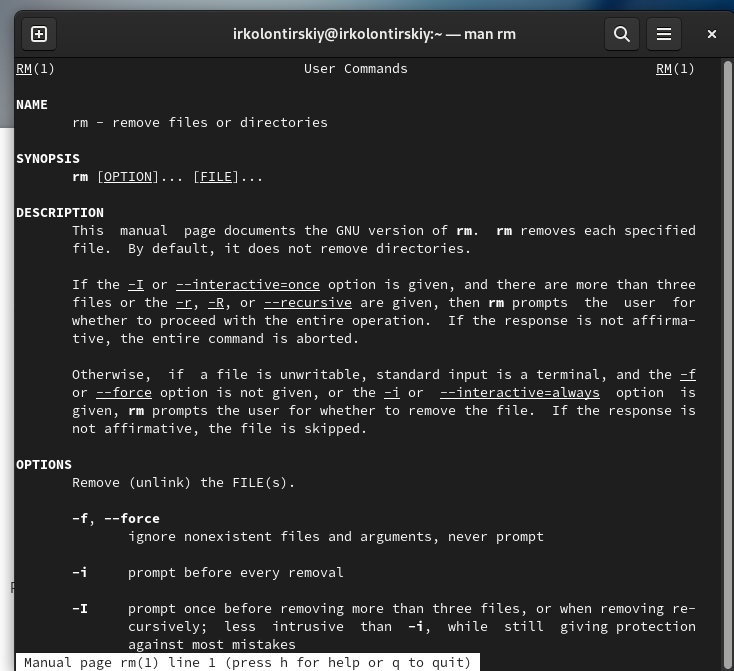 irkolontirskiy@irkolontirskiy:~ — man rm
RM(1) User Commands RM(1)
NAME
rm - remove files or directories
SYNOPSIS
rm [OPTION]... [FILE]...
DESCRIPTION
This manual page documents the GNU version of rm. rm removes each specified
file. By default, it does not remove directories.
If the -I or --interactive=once option is given, and there are more than three
files or the -r, -R, or --recursive are given, then rm prompts the user for
whether to proceed with the entire operation. If the response is not affirma-
tive, the entire command is aborted.
Otherwise, if a file is unwritable, standard input is a terminal, and the -f
or --force option is not given, or the -i or --interactive=always option is
given, rm prompts the user for whether to remove the file. If the response is
not affirmative, the file is skipped.
OPTIONS
Remove (unlink) the FILE(s).
-f, --force
ignore nonexistent files and arguments, never prompt
-i prompt before every removal
-I prompt once before removing more than three files, or when removing re-
cursively; less intrusive than -i, while still giving protection
against most mistakes
Manual page rm(1) line 1 (press h for help or q to quit)